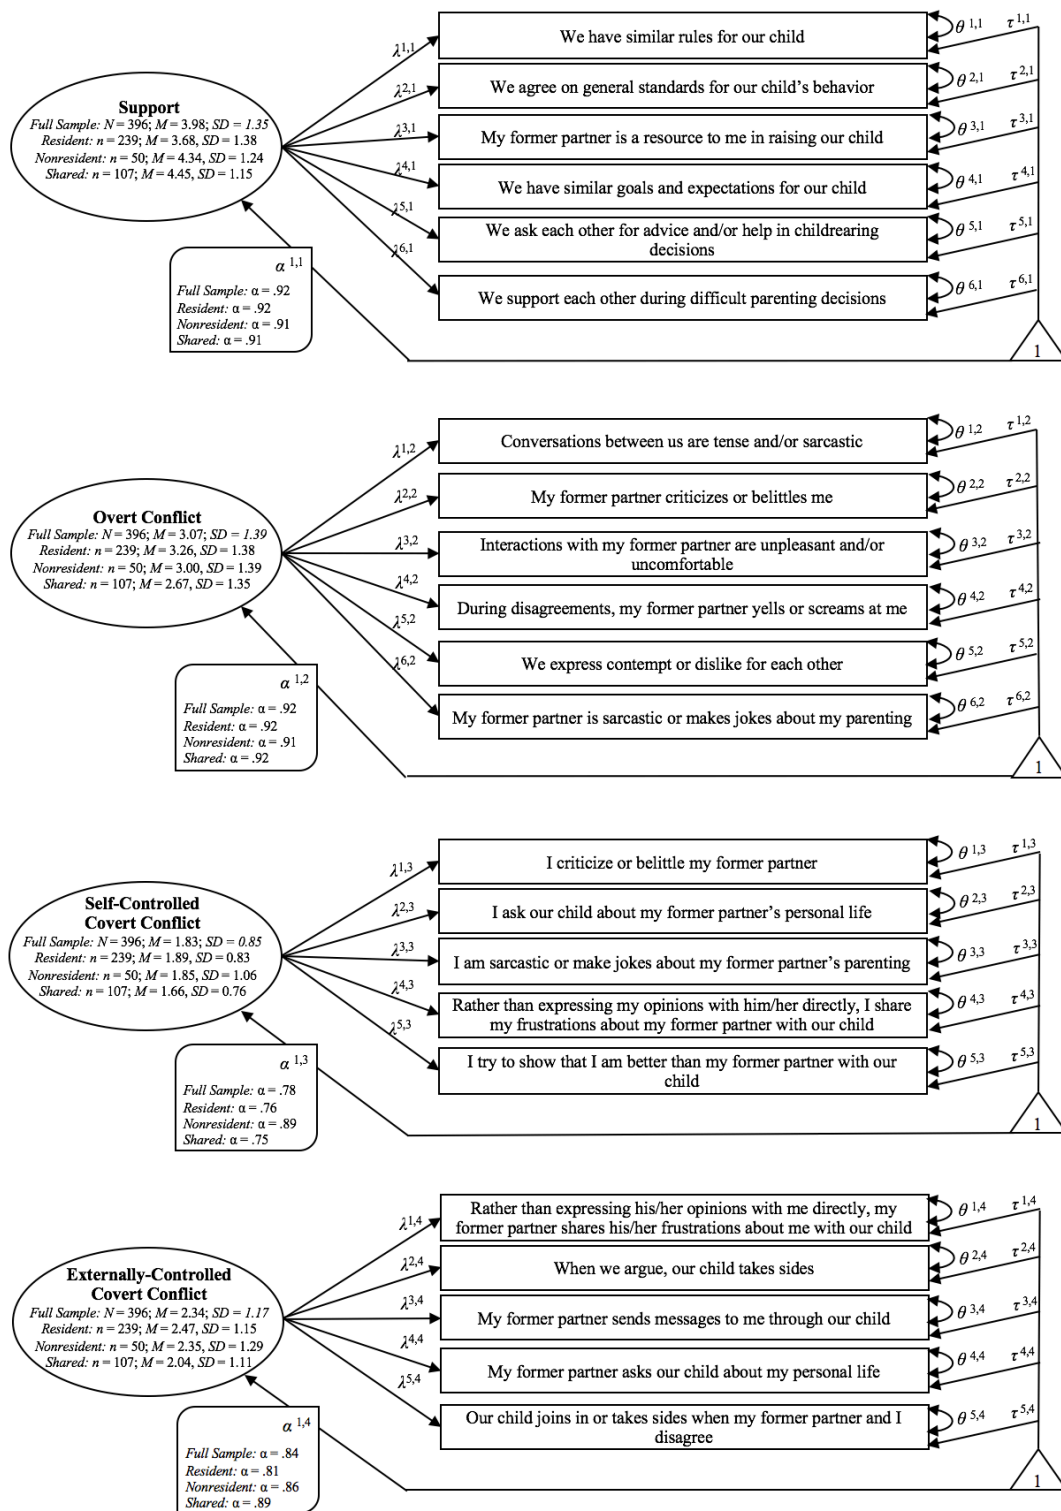 Support
Full Sample: N = 396; M = 3.98; SD = 1.35
Resident: n = 239; M = 3.68, SD = 1.38
Nonresident: n = 50; M = 4.34, SD = 1.24
Shared: n = 107; M = 4.45, SD = 1.15
α 1,1
Full Sample: α = .92
Resident: α = .92
Nonresident: α = .91
Shared: α = .91
λ1,1
λ2,1
λ3,1
λ4,1
λ5,1
λ6,1
We have similar rules for our child
We agree on general standards for our child's behavior
My former partner is a resource to me in raising our child
We have similar goals and expectations for our child
We ask each other for advice and/or help in childrearing
decisions
We support each other during difficult parenting decisions
θ 1,1
θ 2,1
θ 3,1
θ 4,1
θ 5,1
θ 6,1
τ 1,1
τ 2,1
τ 3,1
τ 4,1
τ 5,1
τ 6,1
1
Overt Conflict
Full Sample: N = 396; M = 3.07; SD = 1.39
Resident: n = 239; M = 3.26, SD = 1.38
Nonresident: n = 50; M = 3.00, SD = 1.39
Shared: n = 107; M = 2.67, SD = 1.35
α 1,2
Full Sample: α = .92
Resident: α = .92
Nonresident: α = .91
Shared: α = .92
λ1,2
λ2,2
λ3,2
λ4,2
λ5,2
λ6,2
Conversations between us are tense and/or sarcastic
My former partner criticizes or belittles me
Interactions with my former partner are unpleasant and/or
uncomfortable
During disagreements, my former partner yells or screams at me
We express contempt or dislike for each other
My former partner is sarcastic or makes jokes about my parenting
θ 1,2
θ 2,2
θ 3,2
θ 4,2
θ 5,2
θ 6,2
τ 1,2
τ 2,2
τ 3,2
τ 4,2
τ 5,2
τ 6,2
1
Self-Controlled
Covert Conflict
Full Sample: N = 396; M = 1.83; SD = 0.85
Resident: n = 239; M = 1.89, SD = 0.83
Nonresident: n = 50; M = 1.85, SD = 1.06
Shared: n = 107; M = 1.66, SD = 0.76
α 1,3
Full Sample: α = .78
Resident: α = .76
Nonresident: α = .89
Shared: α = .75
λ1,3
λ2,3
λ3,3
λ4,3
λ5,3
I criticize or belittle my former partner
I ask our child about my former partner's personal life
I am sarcastic or make jokes about my former partner's parenting
Rather than expressing my opinions with him/her directly, I share
my frustrations about my former partner with our child
I try to show that I am better than my former partner with our
child
θ 1,3
θ 2,3
θ 3,3
θ 4,3
θ 5,3
τ 1,3
τ 2,3
τ 3,3
τ 4,3
τ 5,3
1
Externally-Controlled
Covert Conflict
Full Sample: N = 396; M = 2.34; SD = 1.17
Resident: n = 239; M = 2.47, SD = 1.15
Nonresident: n = 50; M = 2.35, SD = 1.29
Shared: n = 107; M = 2.04, SD = 1.11
α 1,4
Full Sample: α = .84
Resident: α = .81
Nonresident: α = .86
Shared: α = .89
λ1,4
λ2,4
λ3,4
λ4,4
λ5,4
Rather than expressing his/her opinions with me directly, my
former partner shares his/her frustrations about me with our child
When we argue, our child takes sides
My former partner sends messages to me through our child
My former partner asks our child about my personal life
Our child joins in or takes sides when my former partner and I
disagree
θ 1,4
θ 2,4
θ 3,4
θ 4,4
θ 5,4
τ 1,4
τ 2,4
τ 3,4
τ 4,4
τ 5,4
1